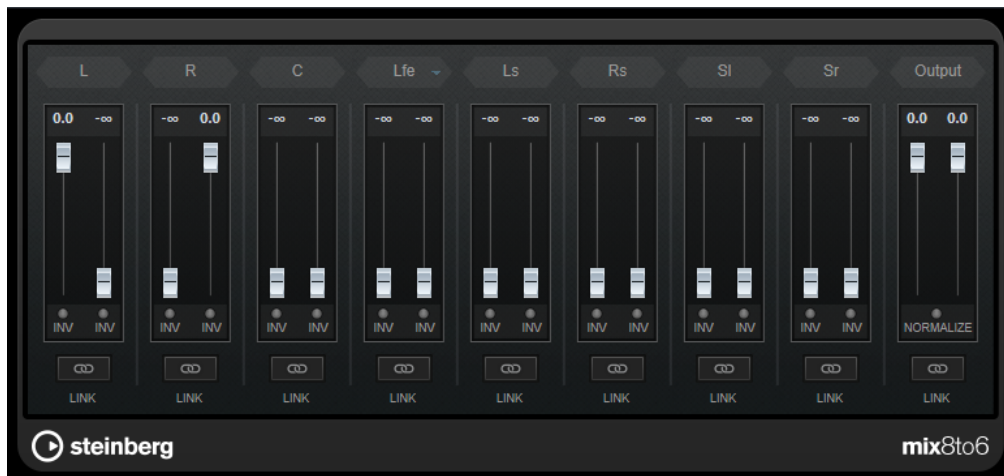 L R C Lfe Ls Rs Sl Sr Output
0.0 -∞ -∞ 0.0 -∞ -∞ -∞ -∞ -∞ -∞ -∞ -∞ -∞ -∞ -∞ -∞ 0.0 0.0
INV INV INV INV INV INV INV INV INV INV INV INV INV INV INV INV NORMALIZE
LINK LINK LINK LINK LINK LINK LINK LINK LINK
steinberg mix8to6